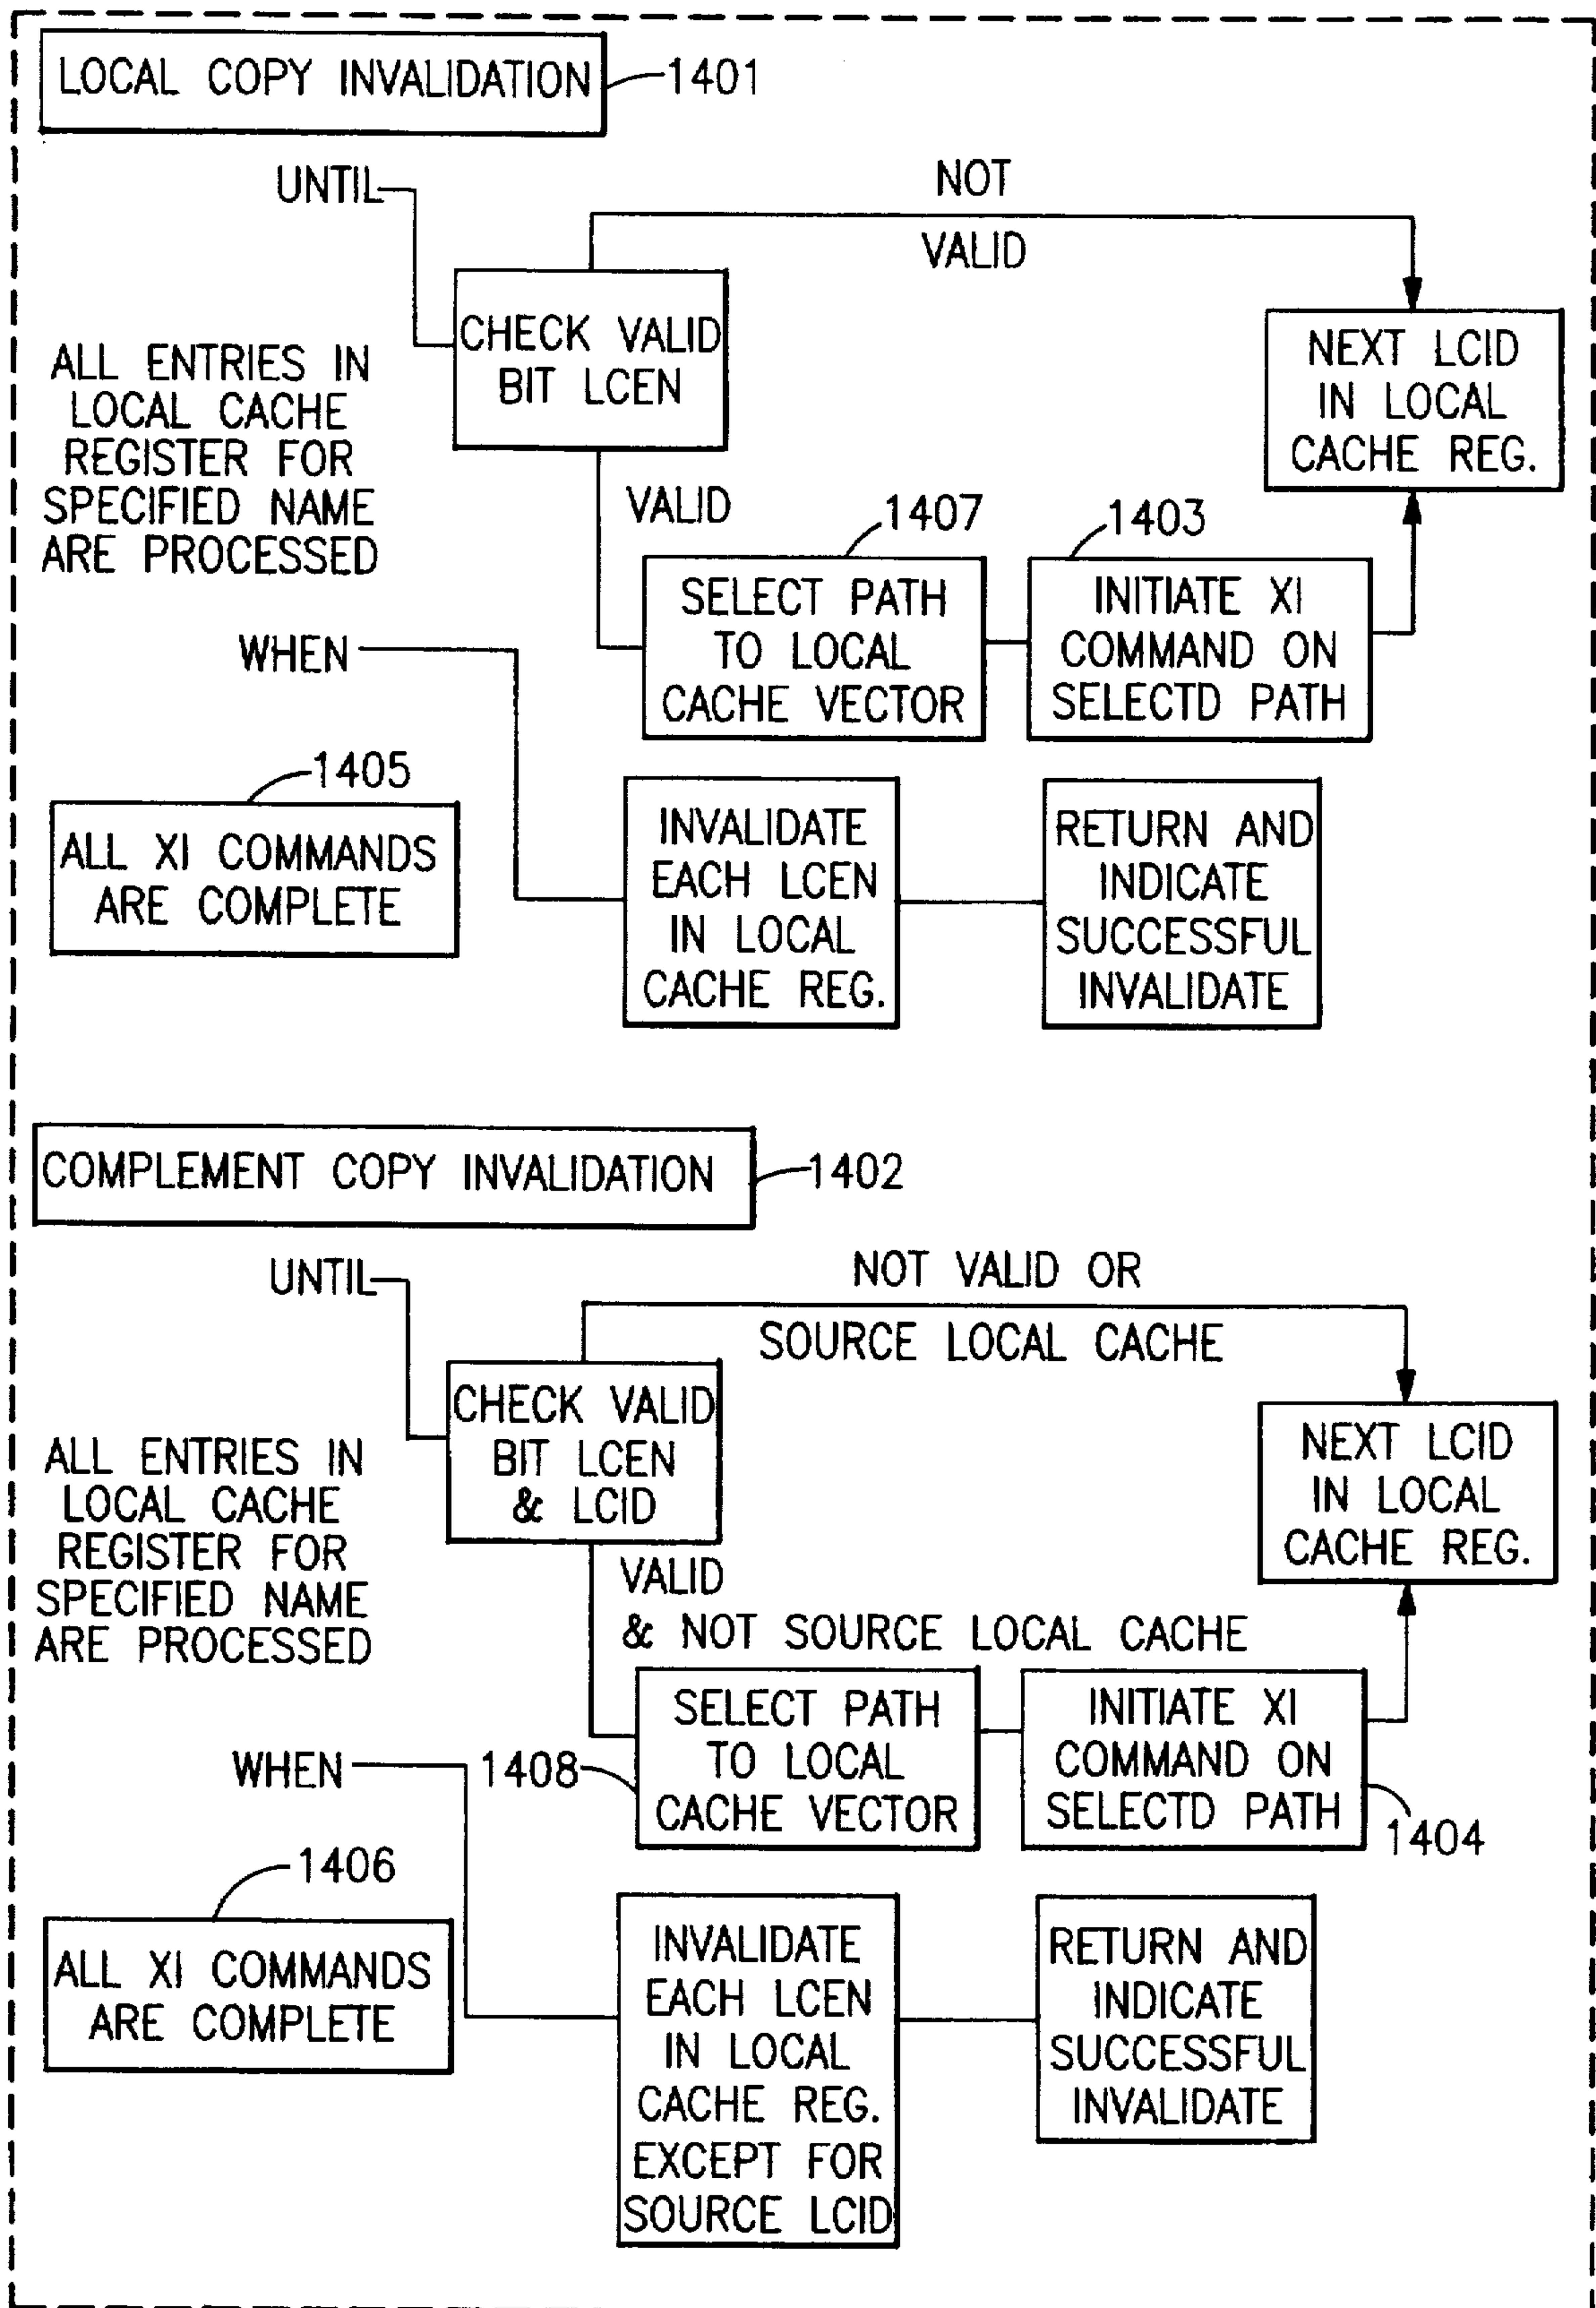 LOCAL COPY INVALIDATION
1401
UNTIL
NOT
VALID
CHECK VALID
BIT LCEN
NEXT LCID
IN LOCAL
CACHE REG.
ALL ENTRIES IN
LOCAL CACHE
REGISTER FOR
SPECIFIED NAME
ARE PROCESSED
VALID
1407
1403
SELECT PATH
TO LOCAL
CACHE VECTOR
INITIATE XI
COMMAND ON
SELECTD PATH
WHEN
1405
ALL XI COMMANDS
ARE COMPLETE
INVALIDATE
EACH LCEN
IN LOCAL
CACHE REG.
RETURN AND
INDICATE
SUCCESSFUL
INVALIDATE
COMPLEMENT COPY INVALIDATION
1402
UNTIL
NOT VALID OR
SOURCE LOCAL CACHE
CHECK VALID
BIT LCEN
& LCID
NEXT LCID
IN LOCAL
CACHE REG.
ALL ENTRIES IN
LOCAL CACHE
REGISTER FOR
SPECIFIED NAME
ARE PROCESSED
VALID
& NOT SOURCE LOCAL CACHE
SELECT PATH
TO LOCAL
CACHE VECTOR
1408
INITIATE XI
COMMAND ON
SELECTD PATH
1404
WHEN
1406
ALL XI COMMANDS
ARE COMPLETE
INVALIDATE
EACH LCEN
IN LOCAL
CACHE REG.
EXCEPT FOR
SOURCE LCID
RETURN AND
INDICATE
SUCCESSFUL
INVALIDATE